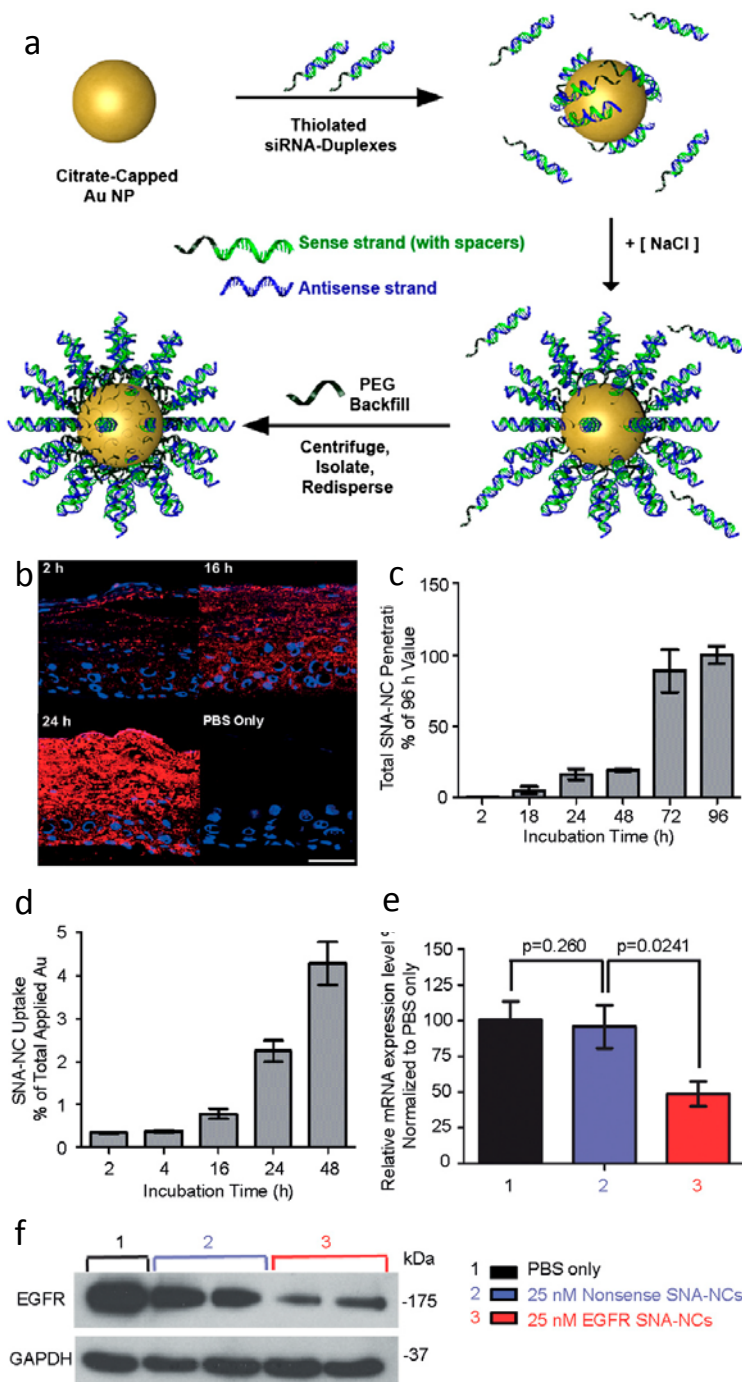 a
Citrate-Capped
Au NP
Thiolated
siRNA-Duplexes
+ [ NaCl ]
Sense strand (with spacers)
Antisense strand
PEG
Backfill
Centrifuge,
Isolate,
Redisperse
b
2 h
16 h
24 h
PBS Only
c
Total SNA-NC Penetrati
% of 96 h Value
150
100
50
0
2 18 24 48 72 96
Incubation Time (h)
d
SNA-NC Uptake
% of Total Applied Au
5
4
3
2
1
0
2 4 16 24 48
Incubation Time (h)
e
Relative mRNA expression level %
Normalized to PBS only
150
125
100
75
50
25
0
p=0.260
p=0.0241
1 2 3
f
1 2 3
kDa
EGFR
-175
GAPDH
-37
1 PBS only
2 25 nM Nonsense SNA-NCs
3 25 nM EGFR SNA-NCs